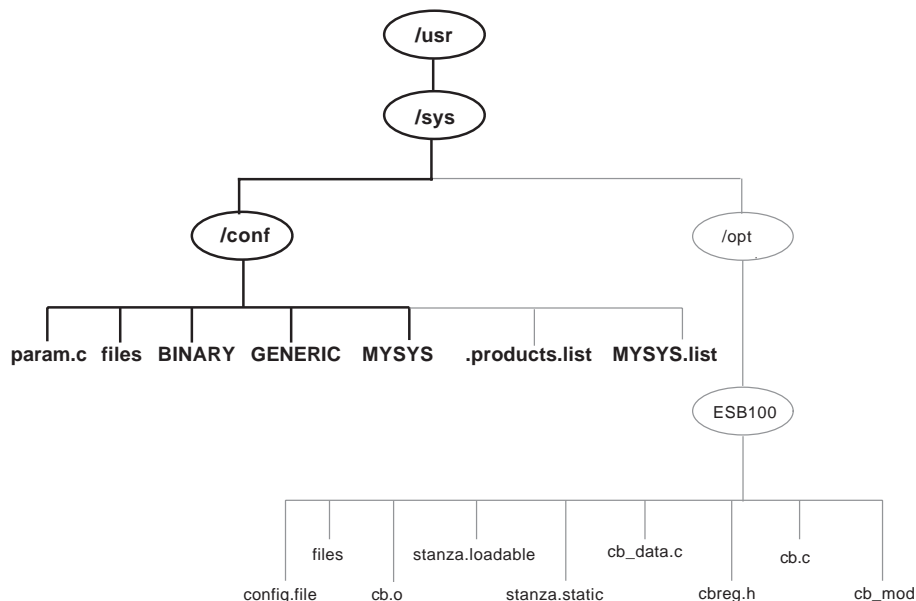 /usr
/sys
/conf
/opt
param.c files BINARY GENERIC MYSYS .products.list MYSYS.list
ESB100
files stanza.loadable cb_data.c cb.c
config.file cb.o stanza.static cbreg.h cb_mod